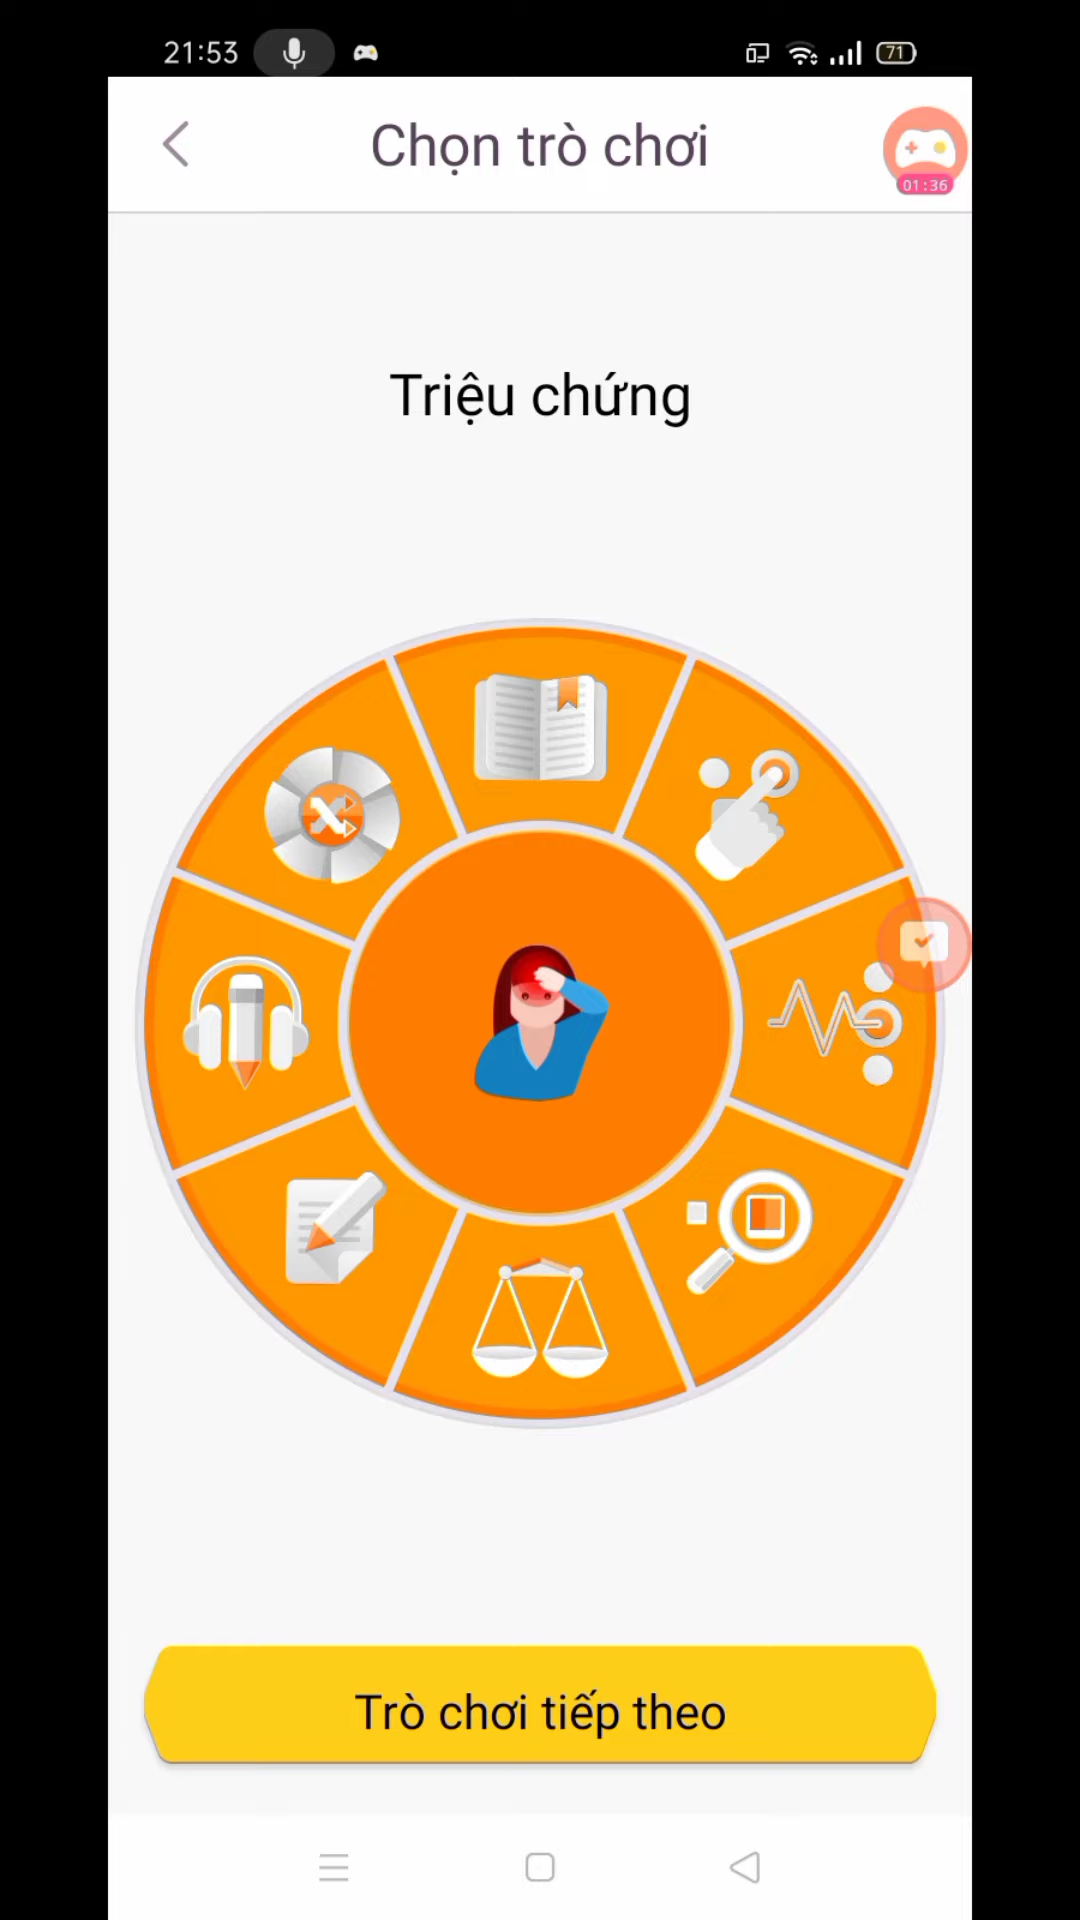 21:53
71
Chọn trò chơi
01:36
Triệu chứng
Trò chơi tiếp theo